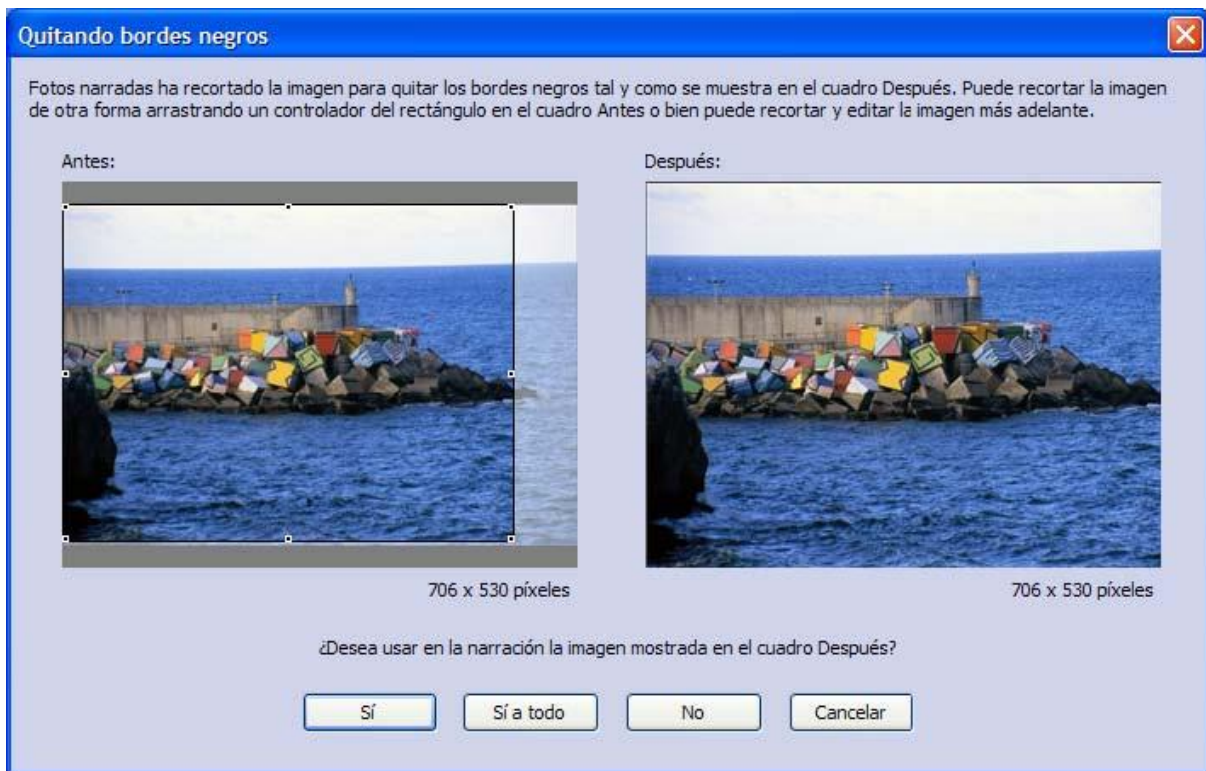 Quitando bordes negros
Fotos narradas ha recortado la imagen para quitar los bordes negros tal y como se muestra en el cuadro Después. Puede recortar la imagen
de otra forma arrastrando un controlador del rectángulo en el cuadro Antes o bien puede recortar y editar la imagen más adelante.
Antes:
Después:
706 x 530 píxeles
706 x 530 píxeles
¿Desea usar en la narración la imagen mostrada en el cuadro Después?
Sí
Sí a todo
No
Cancelar